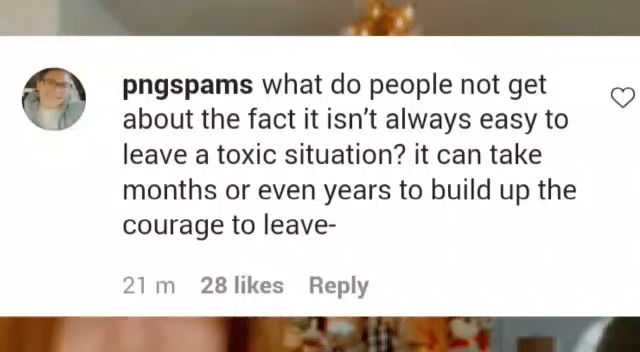 pngspams what do people not get
about the fact it isn't always easy to
leave a toxic situation? it can take
months or even years to build up the
courage to leave-
21 m 28 likes Reply